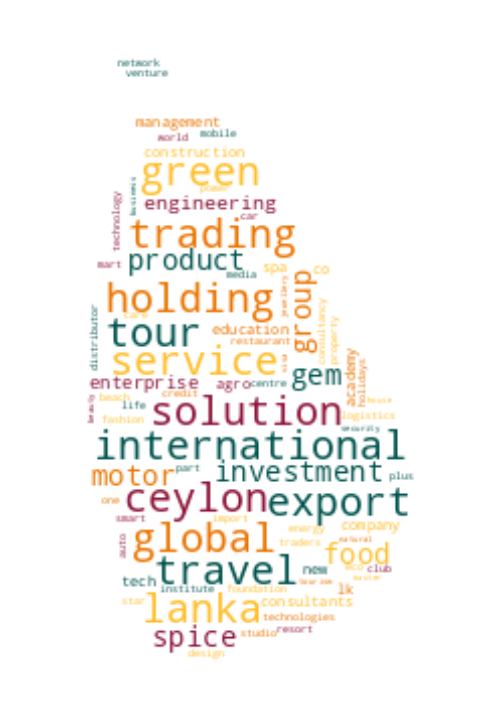 network
venture
management
world mobile
construction
green
power
business
engineering
technology
car
trading
product
mart
media
spa co
holding
jewellery
group
consultancy
property
distributor
care
tour
education
restaurant
service
visa
gem
academy
holidays
enterprise agro centre
credit
beach
beauty
life
fashion
solution
house
logistics
security
international
motor part investment plus
one
ceylon export
smart import
auto
global
energy company
traders natural
food
travel
new
eco club
water
tech institute tourism
foundation lk
star
lanka consultants
technologies
spice studio resort
design